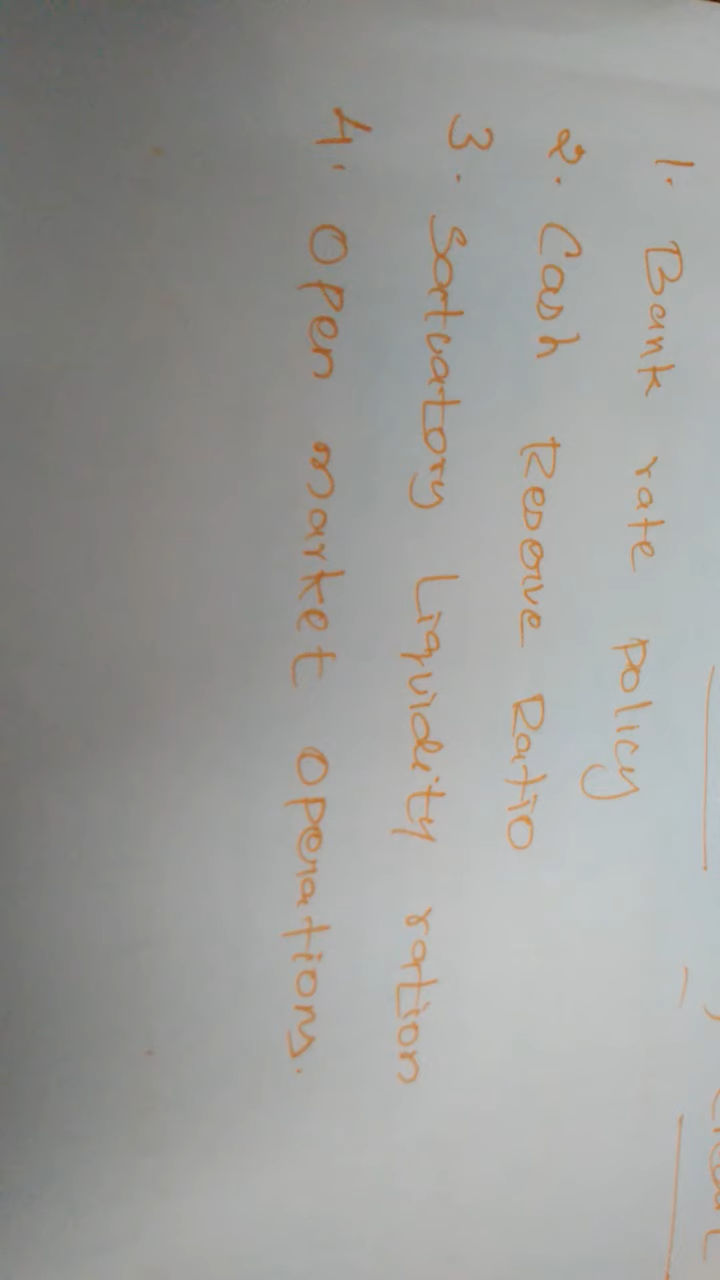 1. Bank rate policy
2. Cash Reserve Ratio
3. Sartuatory Liquidity ration
4. Open market operations.